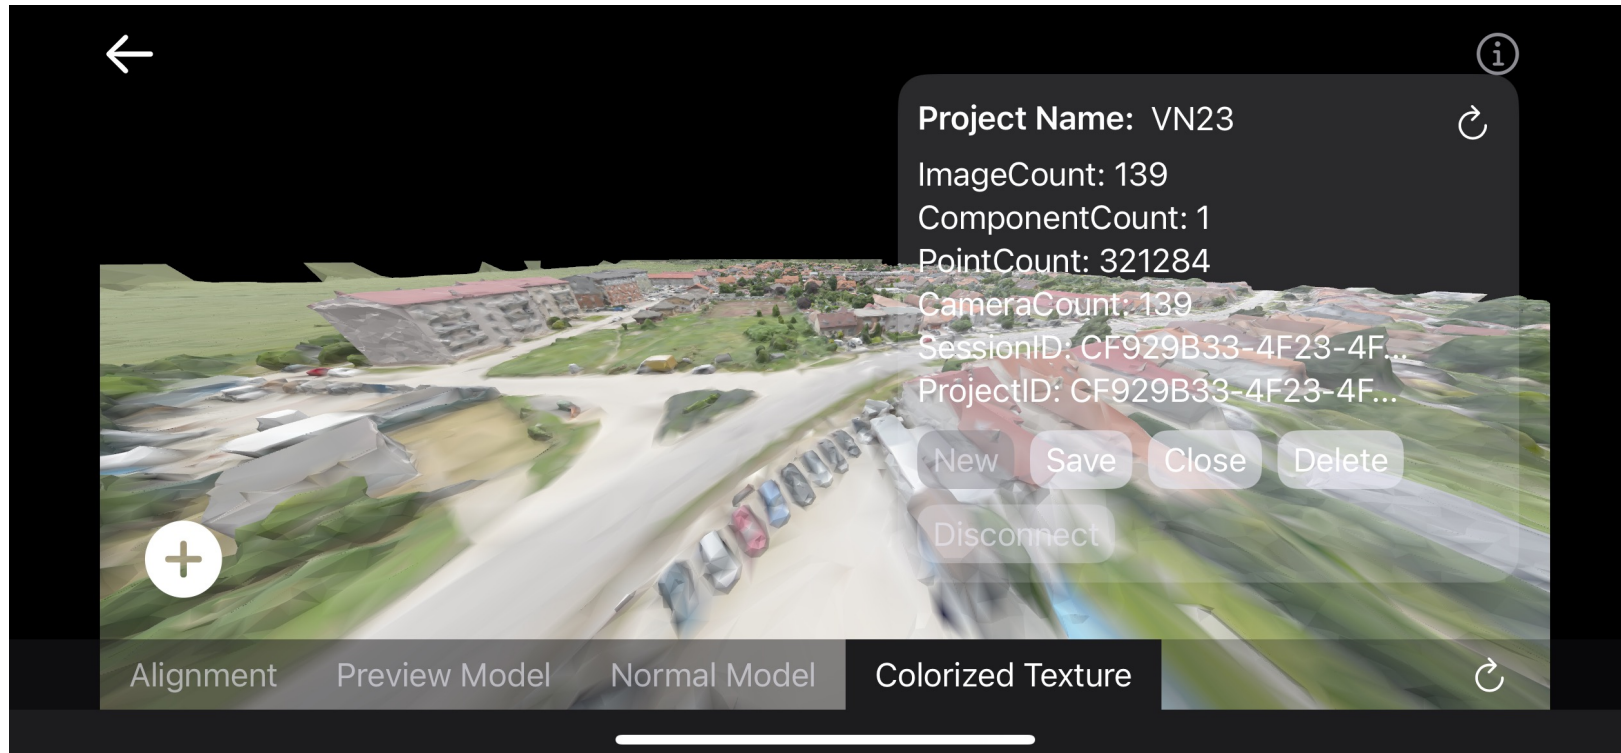 Project Name: VN23
ImageCount: 139
ComponentCount: 1
PointCount: 321284
CameraCount: 139
SessionID: CF929B33-4F23-4F...
ProjectID: CF929B33-4F23-4F...
New Save Close Delete
Disconnect
Alignment Preview Model Normal Model Colorized Texture